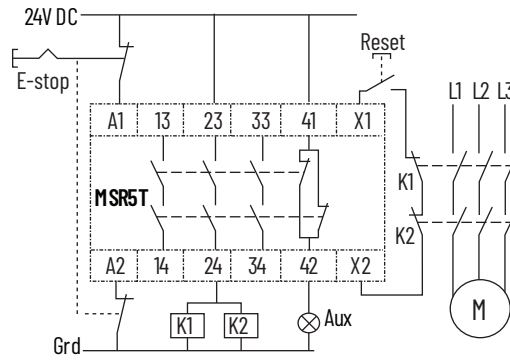 24V DC
Reset
E-stop
L1 L2 L3
A1 13 23 33 41 X1
MSR5T
K1
K2
A2 14 24 34 42 X2
K1 K2 Aux
M
Grd